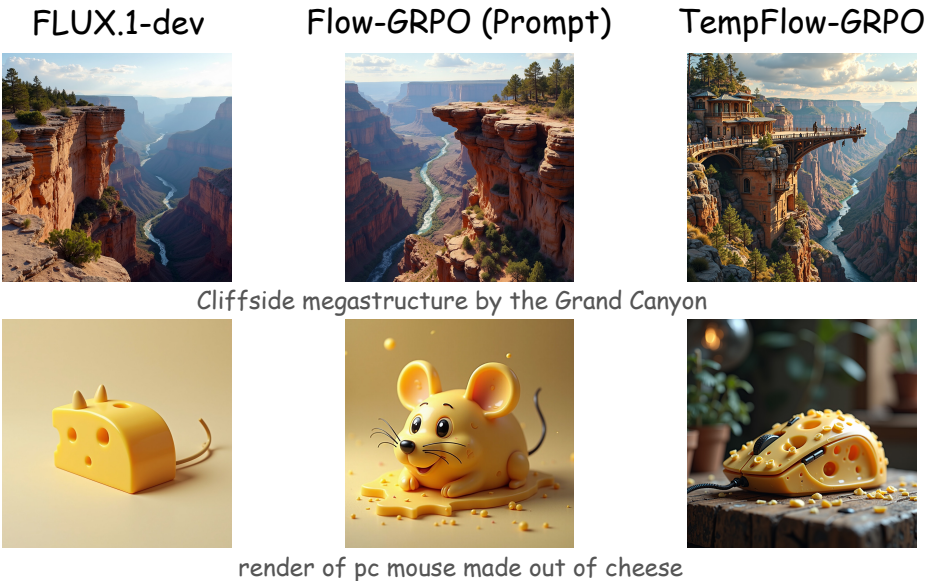 FLUX.1-dev
Flow-GRPO (Prompt)
TempFlow-GRPO
Cliffside megastructure by the Grand Canyon
render of pc mouse made out of cheese